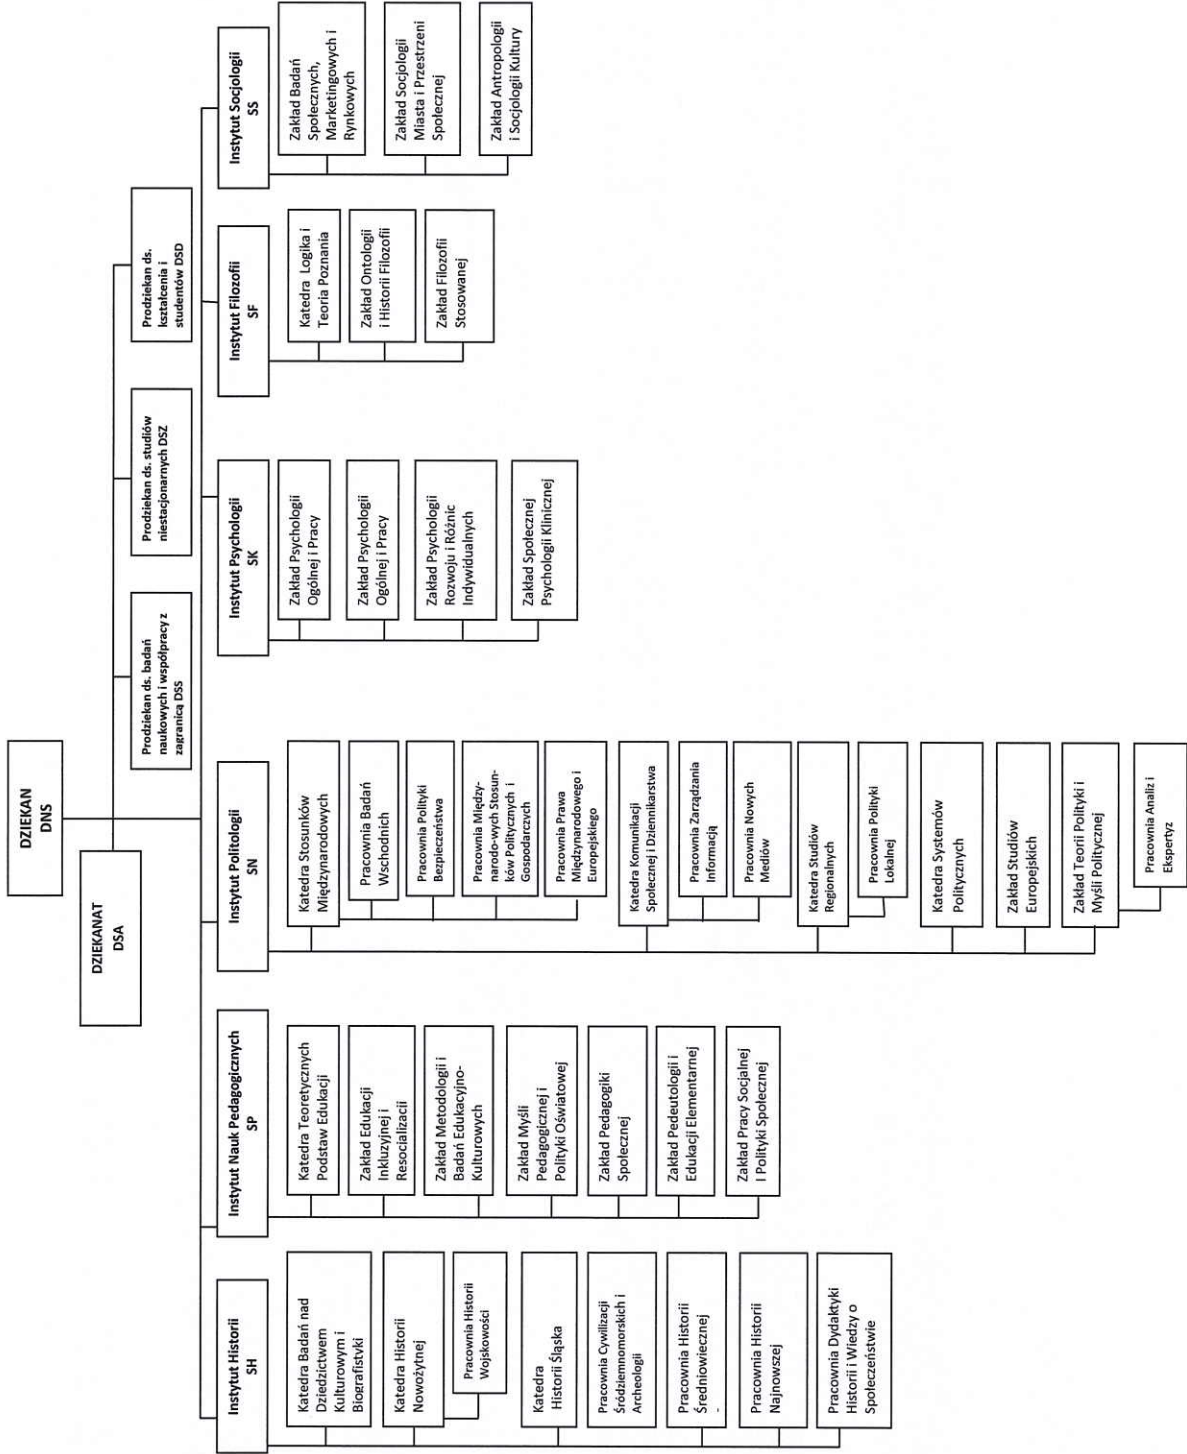 DZIEKAN
DNS
DZIEKANAT
DSA
Prodziekan ds. badań
naukowych i współpracy z
zagranicą DSS
Prodziekan ds. studiów
niestacjonarnych DSZ
Prodziekan ds.
kształcenia i
studentów DSD
Instytut Historii
SH
Katedra Badań nad
Dziedzictwem
Kulturowym i
Biografistyki
Katedra Historii
Nowożytnej
Pracownia Historii
Wojskowości
Katedra
Historii Śląska
Pracownia Cywilizacji
Śródziemnomorskich i
Archeologii
Pracownia Historii
Średniowiecznej
-
Pracownia Historii
Najnowszej
Pracownia Dydaktyki
Historii i Wiedzy o
Społeczeństwie
Instytut Nauk Pedagogicznych
SP
Katedra Teoretycznych
Podstaw Edukacji
Zakład Edukacji
Inkluzyjnej i
Resocjalizacji
Zakład Metodologii i
Badań Edukacyjno-
Kulturowych
Zakład Myśli
Pedagogicznej i
Polityki Oświatowej
Zakład Pedagogiki
Społecznej
Zakład Pedeutologii i
Edukacji Elementarnej
Zakład Pracy Socjalnej
I Polityki Społecznej
Instytut Politologii
SN
Katedra Stosunków
Międzynarodowych
Pracownia Badań
Wschodnich
Pracownia Polityki
Bezpieczeństwa
Pracownia Między-
narodo-wych Stosun-
ków Politycznych i
Gospodarczych
Pracownia Prawa
Międzynarodowego i
Europejskiego
Katedra Komunikacji
Społecznej i Dziennikarstwa
Pracownia Zarządzania
Informacją
Pracownia Nowych
Mediów
Katedra Studiów
Regionalnych
Pracownia Polityki
Lokalnej
Katedra Systemów
Politycznych
Zakład Studiów
Europejskich
Zakład Teorii Polityki i
Myśli Politycznej
Pracownia Analiz i
Ekspertyz
Instytut Psychologii
SK
Zakład Psychologii
Ogólnej i Pracy
Zakład Psychologii
Ogólnej i Pracy
Zakład Psychologii
Rozwoju i Różnic
Indywidualnych
Zakład Społecznej
Psychologii Klinicznej
Instytut Filozofii
SF
Katedra Logika i
Teoria Poznania
Zakład Ontologii
i Historii Filozofii
Zakład Filozofii
Stosowanej
Instytut Socjologii
SS
Zakład Badań
Społecznych,
Marketingowych i
Rynkowych
Zakład Socjologii
Miasta i Przestrzeni
Społecznej
Zakład Antropologii
i Socjologii Kultury